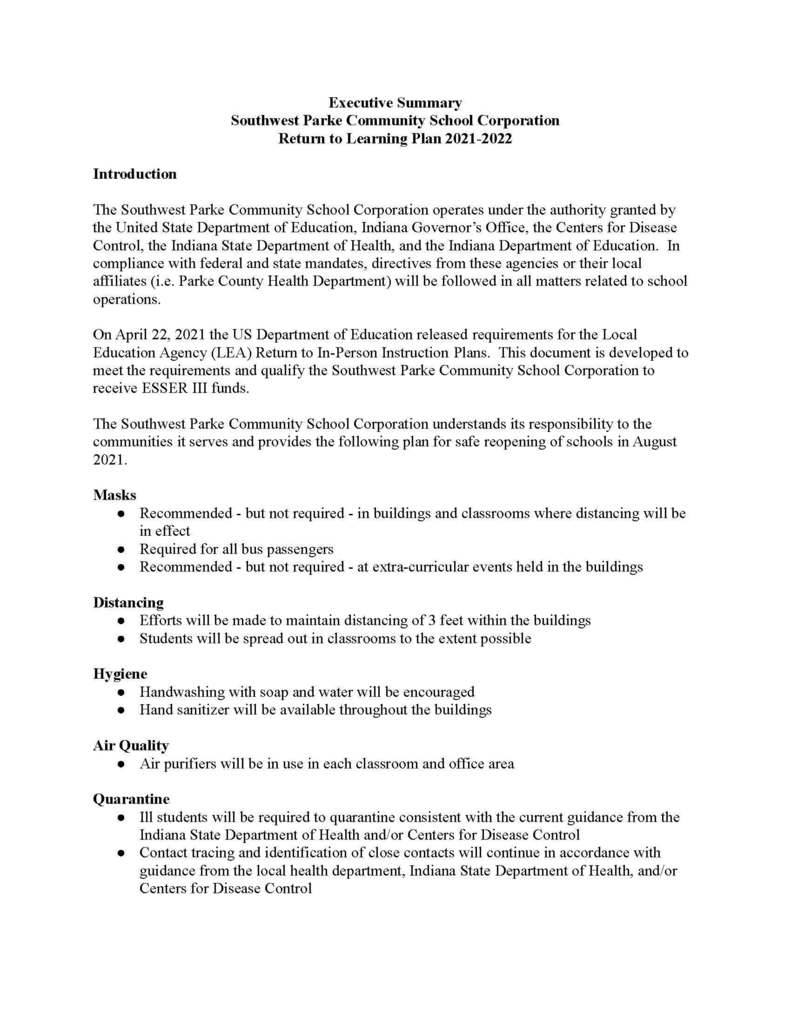 Executive Summary
Southwest Parke Community School Corporation
Return to Learning Plan 2021-2022
Introduction
The Southwest Parke Community School Corporation operates under the authority granted by
the United State Department of Education, Indiana Governor's Office, the Centers for Disease
Control, the Indiana State Department of Health, and the Indiana Department of Education.  In
compliance with federal and state mandates, directives from these agencies or their local
affiliates (i.e. Parke County Health Department) will be followed in all matters related to school
operations.
On April 22, 2021 the US Department of Education released requirements for the Local
Education Agency (LEA) Return to In-Person Instruction Plans.  This document is developed to
meet the requirements and qualify the Southwest Parke Community School Corporation to
receive ESSER III funds.
The Southwest Parke Community School Corporation understands its responsibility to the
communities it serves and provides the following plan for safe reopening of schools in August
2021.
Masks
● Recommended - but not required - in buildings and classrooms where distancing will be
in effect
● Required for all bus passengers
● Recommended - but not required - at extra-curricular events held in the buildings
Distancing
● Efforts will be made to maintain distancing of 3 feet within the buildings
● Students will be spread out in classrooms to the extent possible
Hygiene
● Handwashing with soap and water will be encouraged
● Hand sanitizer will be available throughout the buildings
Air Quality
● Air purifiers will be in use in each classroom and office area
Quarantine
● Ill students will be required to quarantine consistent with the current guidance from the
Indiana State Department of Health and/or Centers for Disease Control
● Contact tracing and identification of close contacts will continue in accordance with
guidance from the local health department, Indiana State Department of Health, and/or
Centers for Disease Control